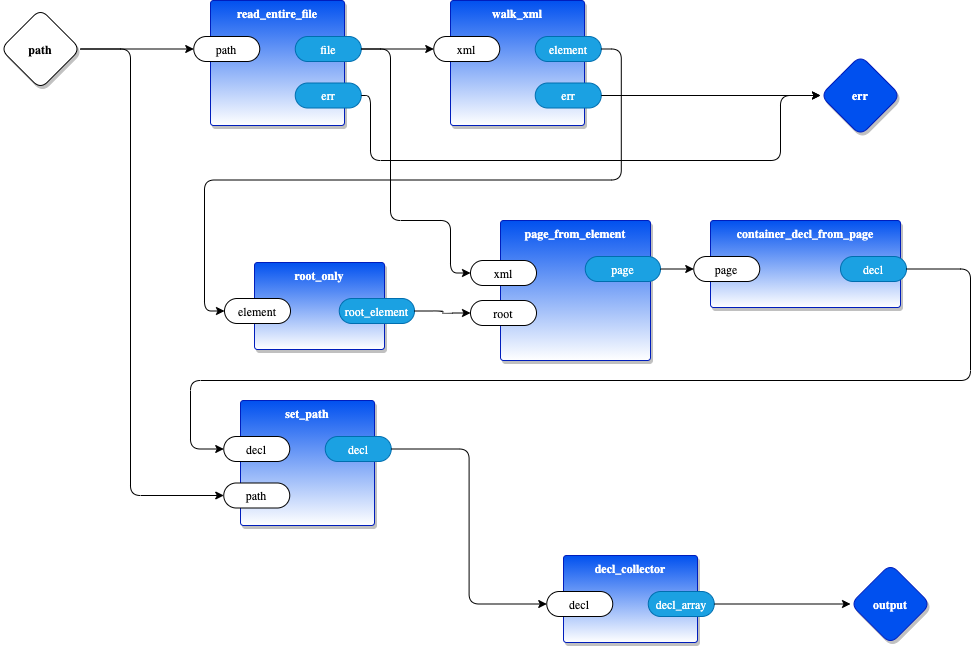 path
read_entire_file
path
file
err
walk_xml
xml
element
err
err
root_only
element
root_element
page_from_element
xml
root
page
container_decl_from_page
page
decl
set_path
decl
decl
path
decl_collector
decl
decl_array
output